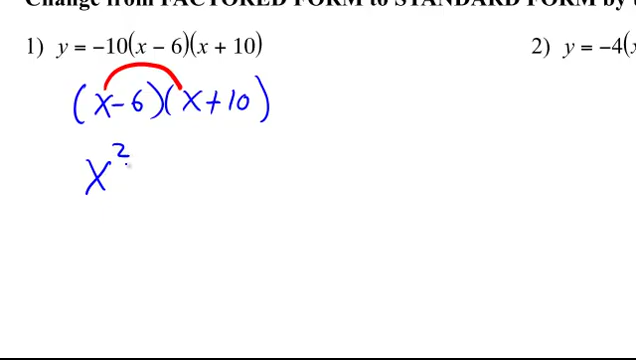 Change from FACTORED FORM to STANDARD FORM by
1) y = −10(x − 6)(x + 10)
2) y = −4(x
(x−6)(x+10)
x²